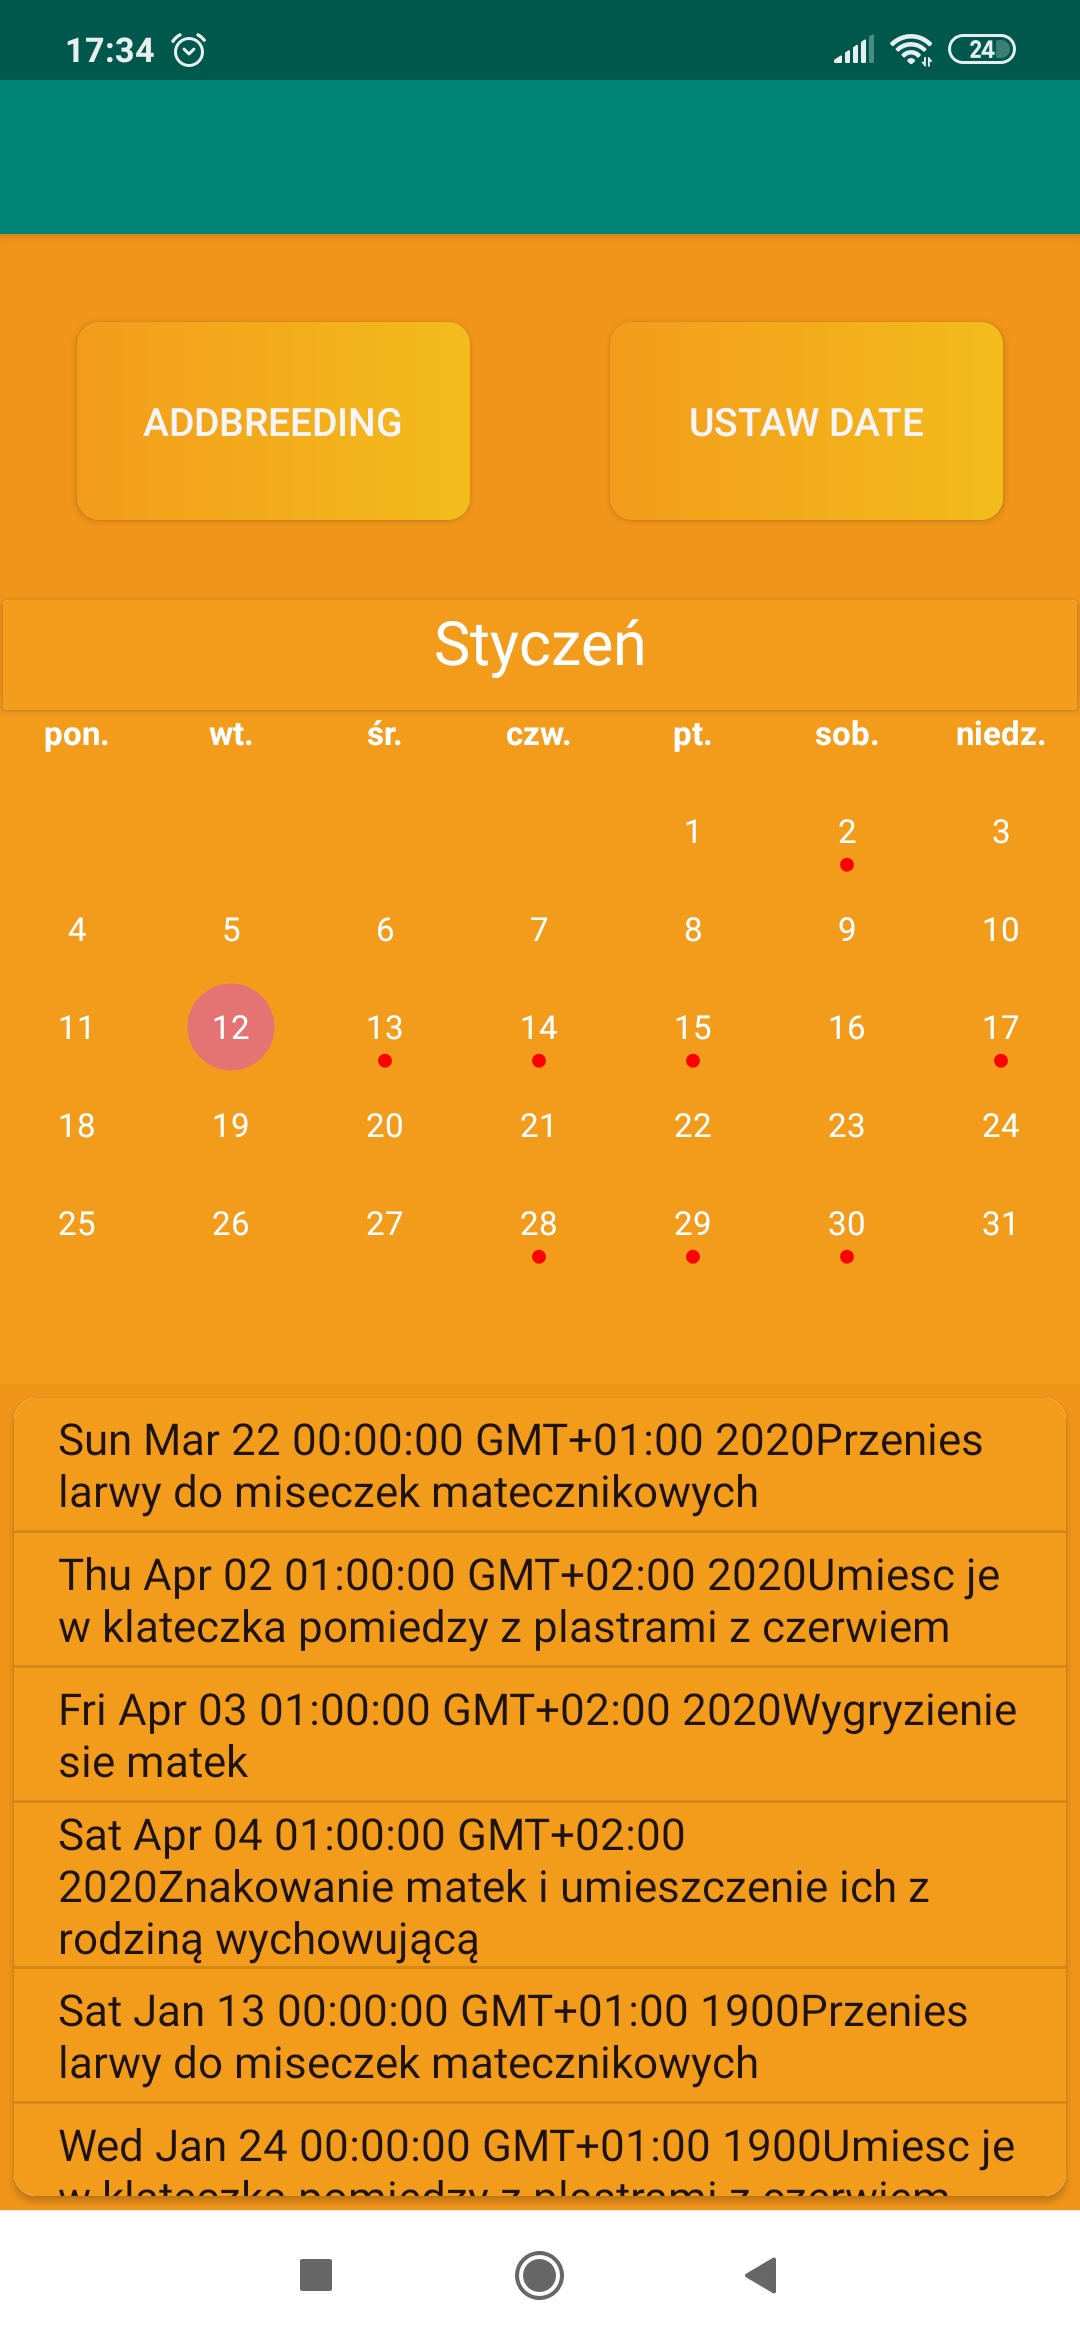 17:34 24
ADDBREEDING USTAW DATE
Styczeń
pon. wt. śr. czw. pt. sob. niedz.
1 2 3
4 5 6 7 8 9 10
11 12 13 14 15 16 17
18 19 20 21 22 23 24
25 26 27 28 29 30 31
Sun Mar 22 00:00:00 GMT+01:00 2020Przenies
larwy do miseczek matecznikowych
Thu Apr 02 01:00:00 GMT+02:00 2020Umiesc je
w klateczka pomiedzy z plastrami z czerwiem
Fri Apr 03 01:00:00 GMT+02:00 2020Wygryzienie
sie matek
Sat Apr 04 01:00:00 GMT+02:00
2020Znakowanie matek i umieszczenie ich z
rodziną wychowującą
Sat Jan 13 00:00:00 GMT+01:00 1900Przenies
larwy do miseczek matecznikowych
Wed Jan 24 00:00:00 GMT+01:00 1900Umiesc je
w klateczka pomiedzy z plastrami z czerwiem